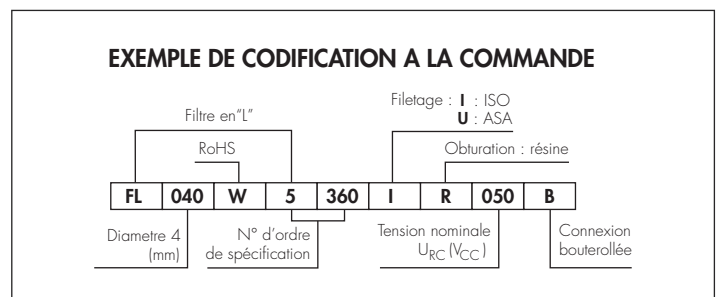 EXEMPLE DE CODIFICATION A LA COMMANDE
Filetage : I : ISO
U : ASA
Filtre en"L"
RoHS
Obturation : résine
FL 040 W 5 360 I R 050 B
Diametre 4
(mm)
N° d'ordre
de spécification
Tension nominale
URC (VCC)
Connexion
bouterollée